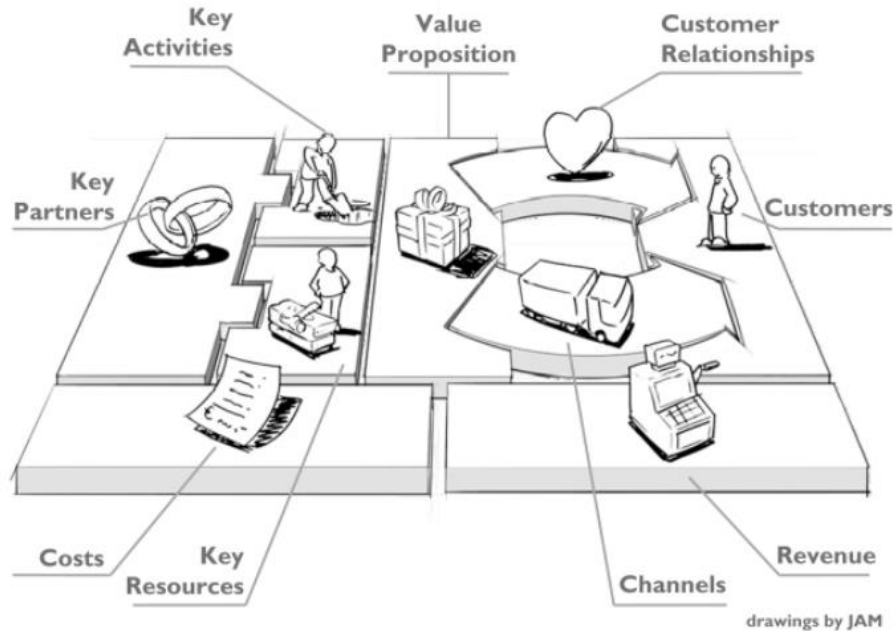 Key
Activities
Value
Proposition
Customer
Relationships
Key
Partners
Customers
Costs
Key
Resources
Channels
Revenue
drawings by JAM